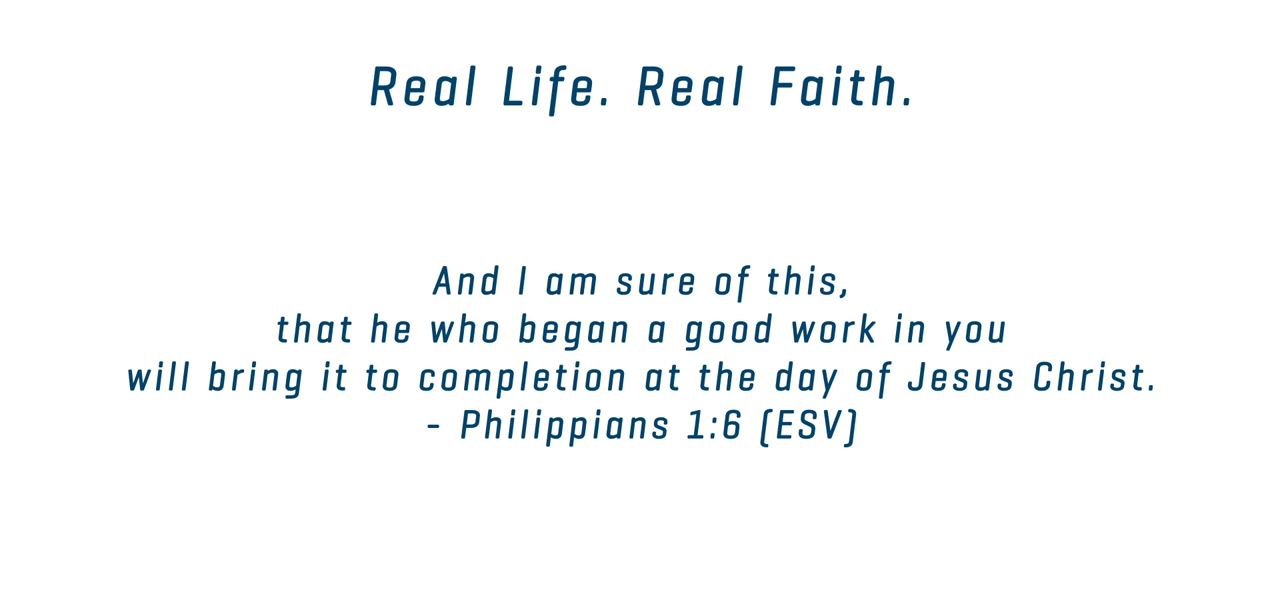 Real Life. Real Faith.
And I am sure of this,
that he who began a good work in you
will bring it to completion at the day of Jesus Christ.
- Philippians 1:6 (ESV)